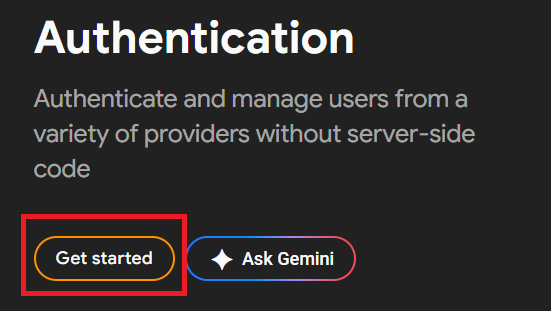 Authentication
Authenticate and manage users from a
variety of providers without server-side
code
Get started
Ask Gemini